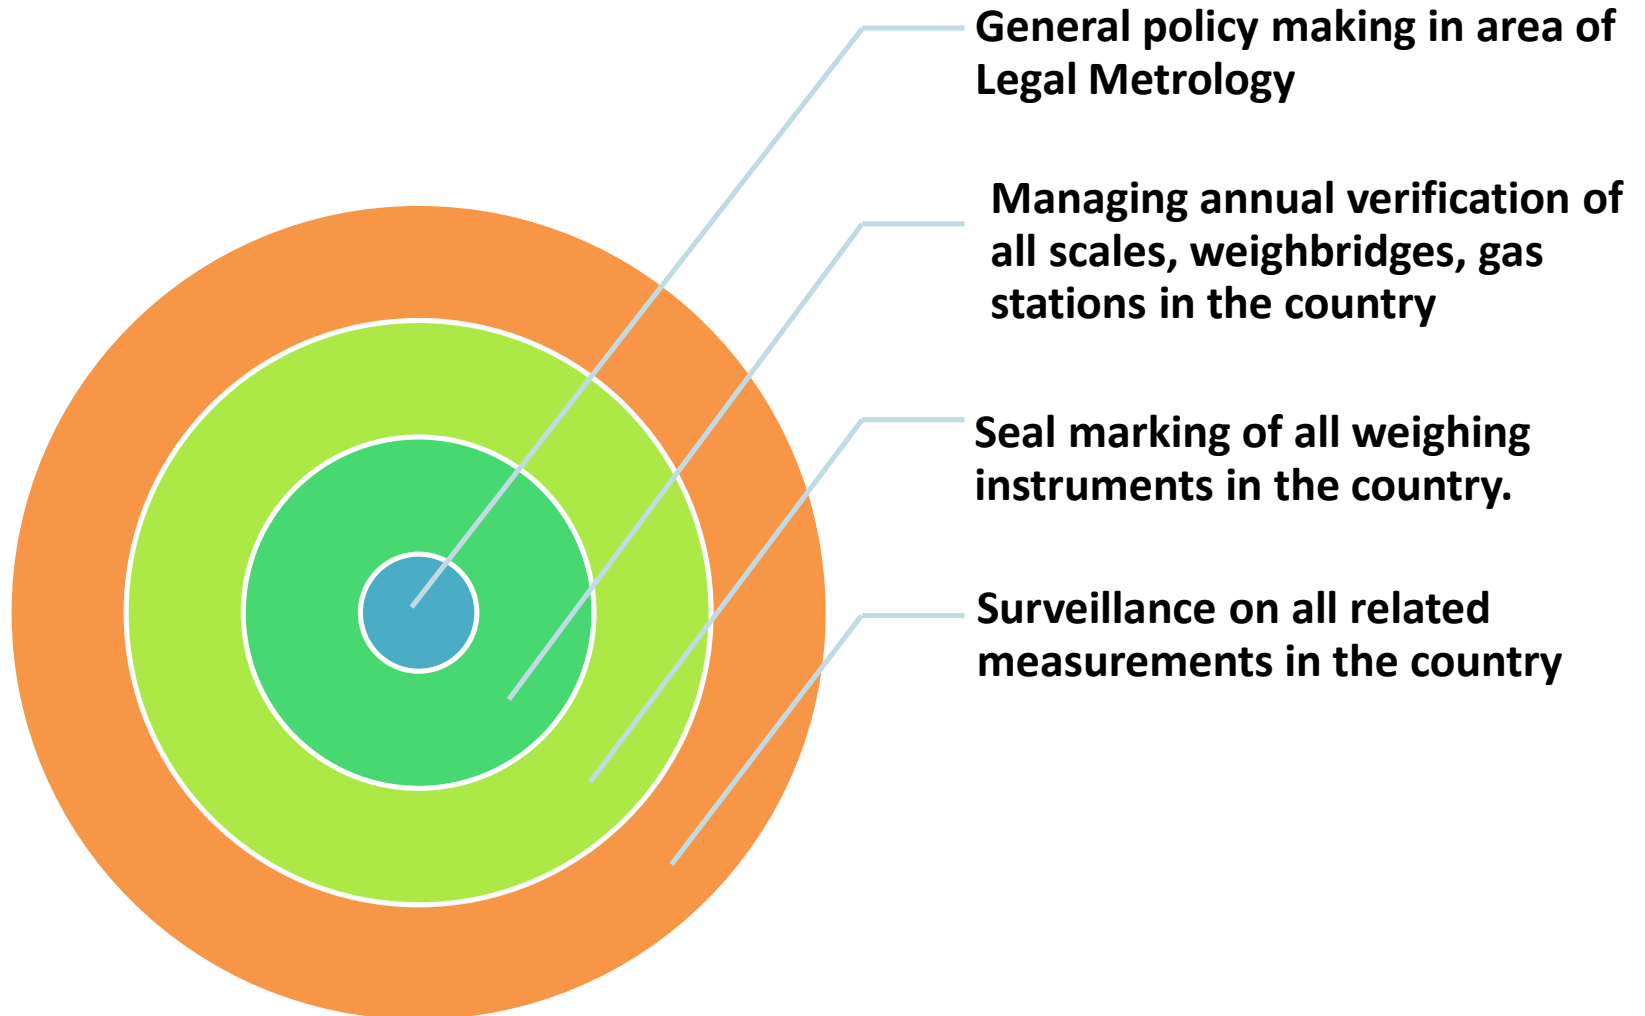 General policy making in area of
Legal Metrology
Managing annual verification of
all scales, weighbridges, gas
stations in the country
Seal marking of all weighing
instruments in the country.
Surveillance on all related
measurements in the country